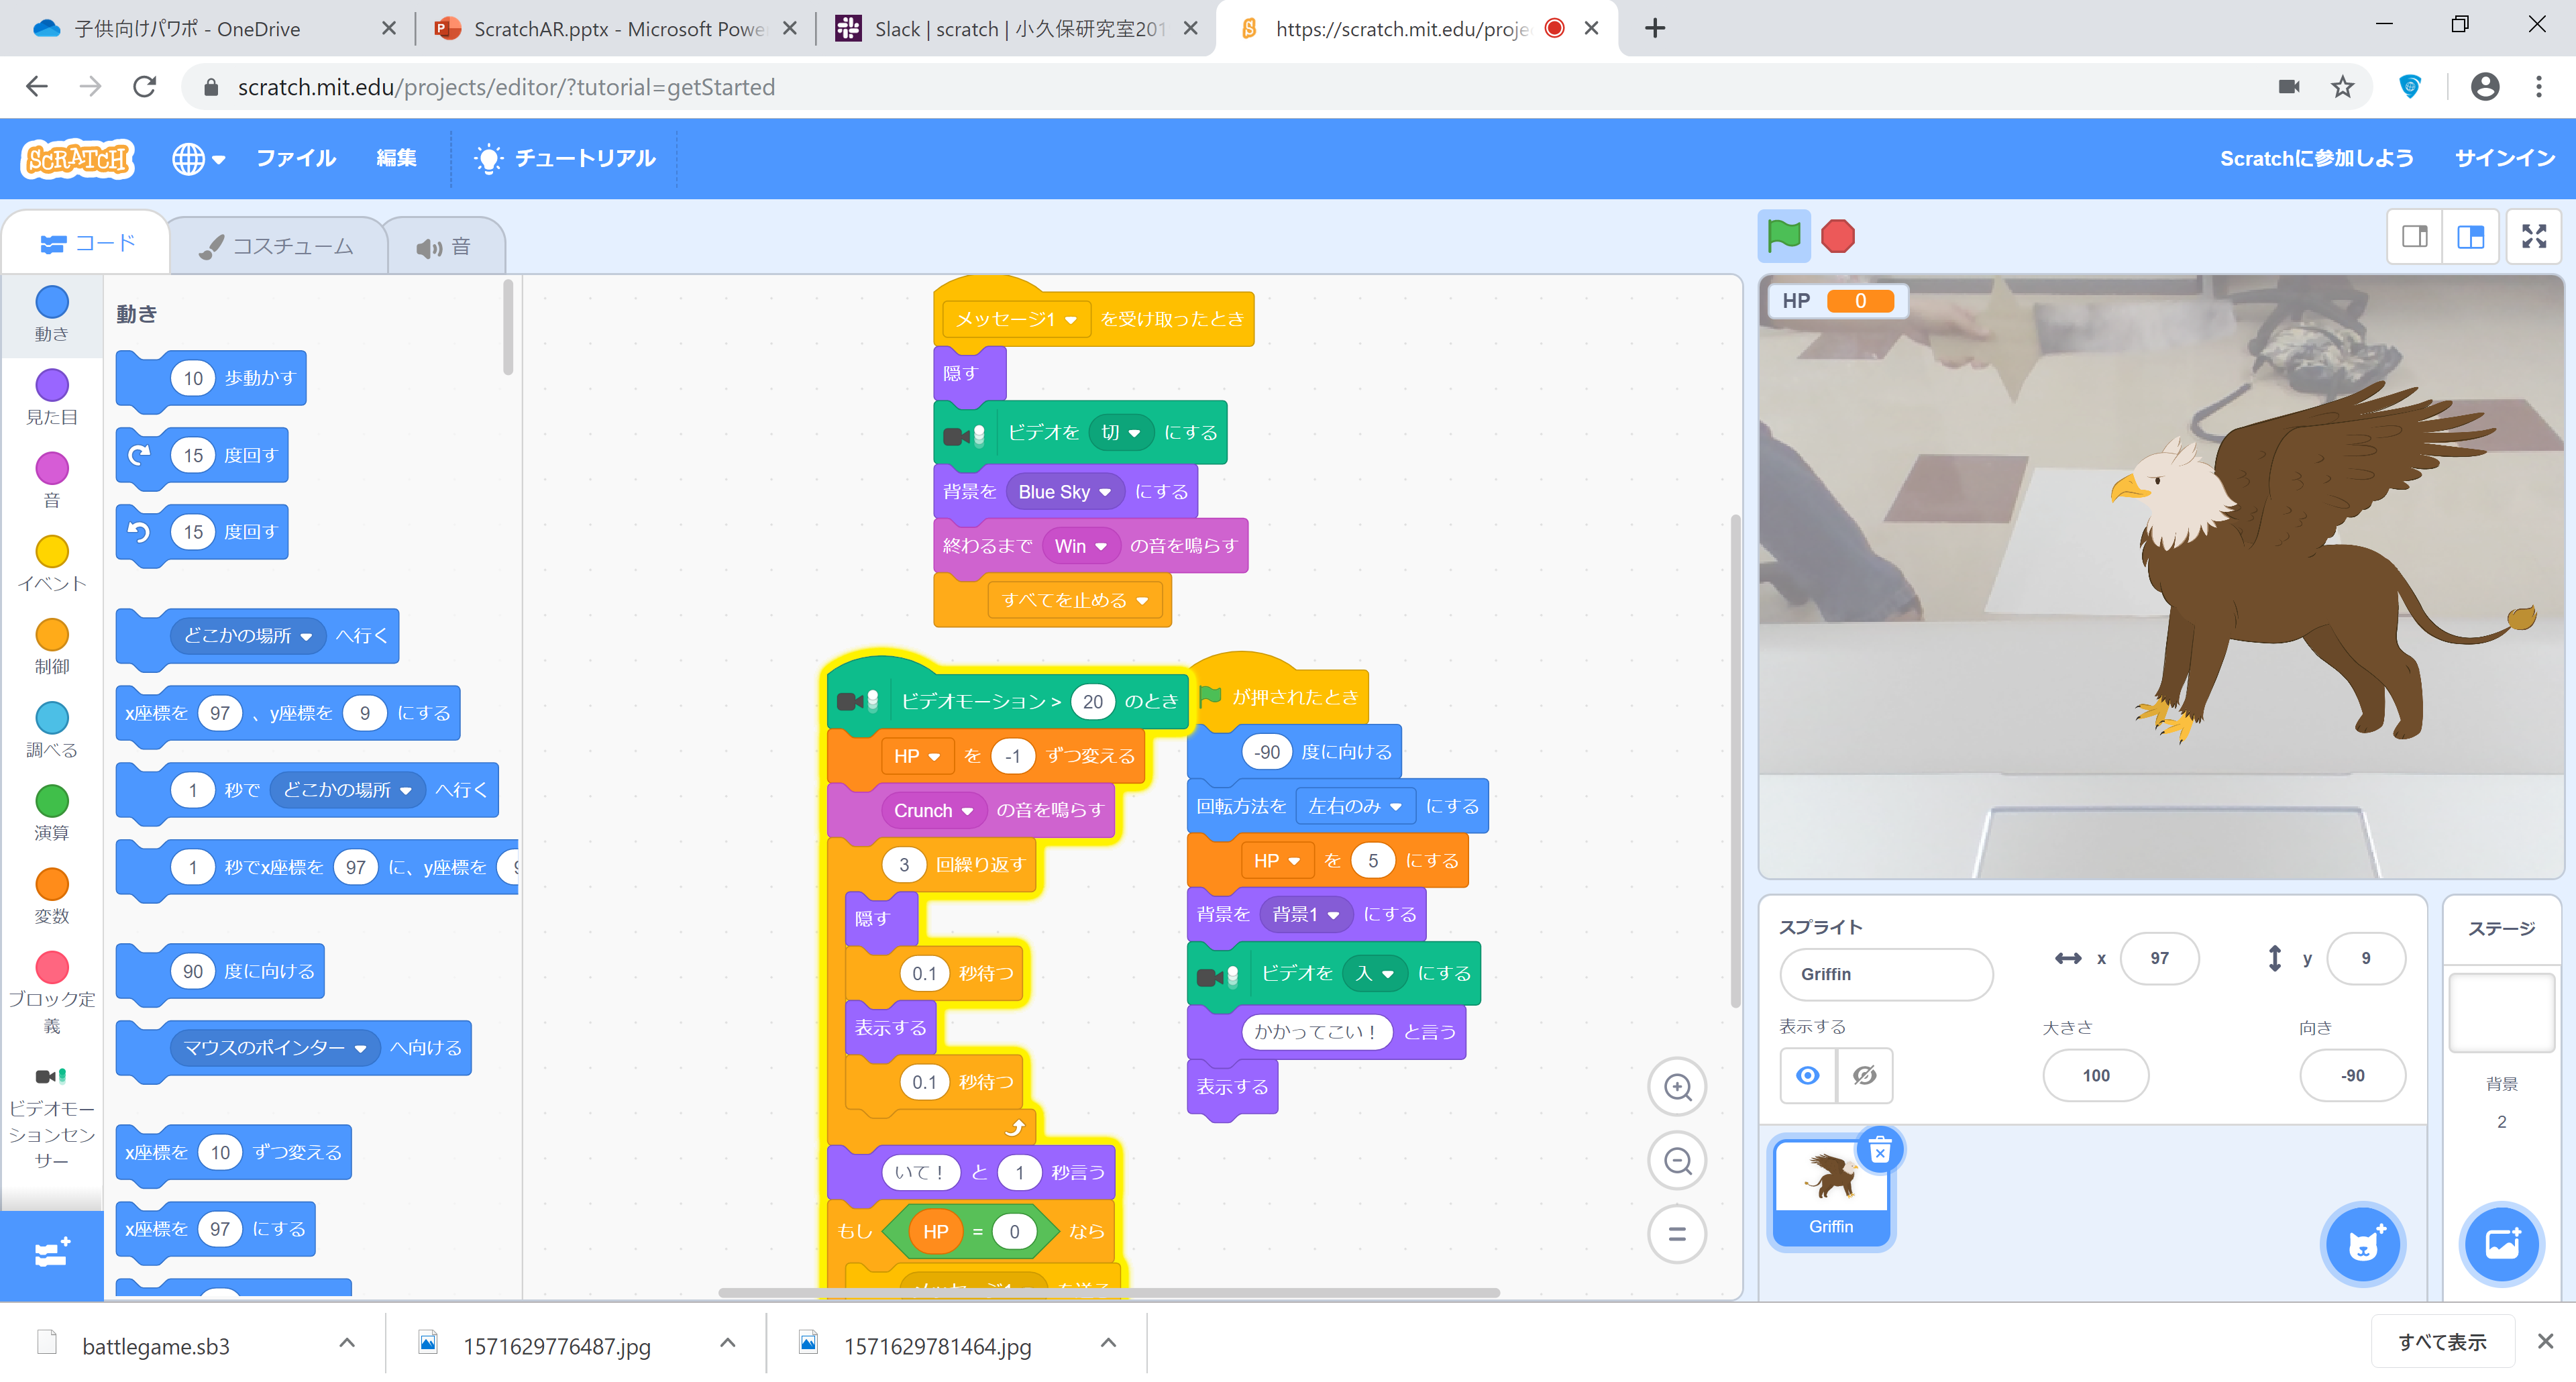 子供向けパワポ - OneDrive
ScratchAR.pptx - Microsoft Powe
Slack | scratch | 小久保研究室201
https://scratch.mit.edu/proje
scratch.mit.edu/projects/editor/?tutorial=getStarted
SCRATCH
ファイル
編集
チュートリアル
Scratchに参加しよう
サインイン
コード
コスチューム
音
動き
見た目
音
イベント
制御
調べる
演算
変数
ブロック定
義
ビデオモー
ションセン
サー
動き
10 歩動かす
15 度回す
15 度回す
どこかの場所 へ行く
x座標を 97 、y座標を 9 にする
1 秒で どこかの場所 へ行く
1 秒でx座標を 97 に、y座標を
90 度に向ける
マウスのポインター へ向ける
x座標を 10 ずつ変える
x座標を 97 にする
メッセージ1 を受け取ったとき
隠す
ビデオを 切 にする
背景を Blue Sky にする
終わるまで Win の音を鳴らす
すべてを止める
ビデオモーション > 20 のとき
HP を -1 ずつ変える
Crunch の音を鳴らす
3 回繰り返す
隠す
0.1 秒待つ
表示する
0.1 秒待つ
いて！ と 1 秒言う
もし HP = 0 なら
が押されたとき
-90 度に向ける
回転方法を 左右のみ にする
HP を 5 にする
背景を 背景1 にする
ビデオを 入 にする
かかってこい！ と言う
表示する
HP 0
スプライト
Griffin
x 97
y 9
表示する
大きさ
向き
100
-90
Griffin
ステージ
背景
2
battlegame.sb3
1571629776487.jpg
1571629781464.jpg
すべて表示